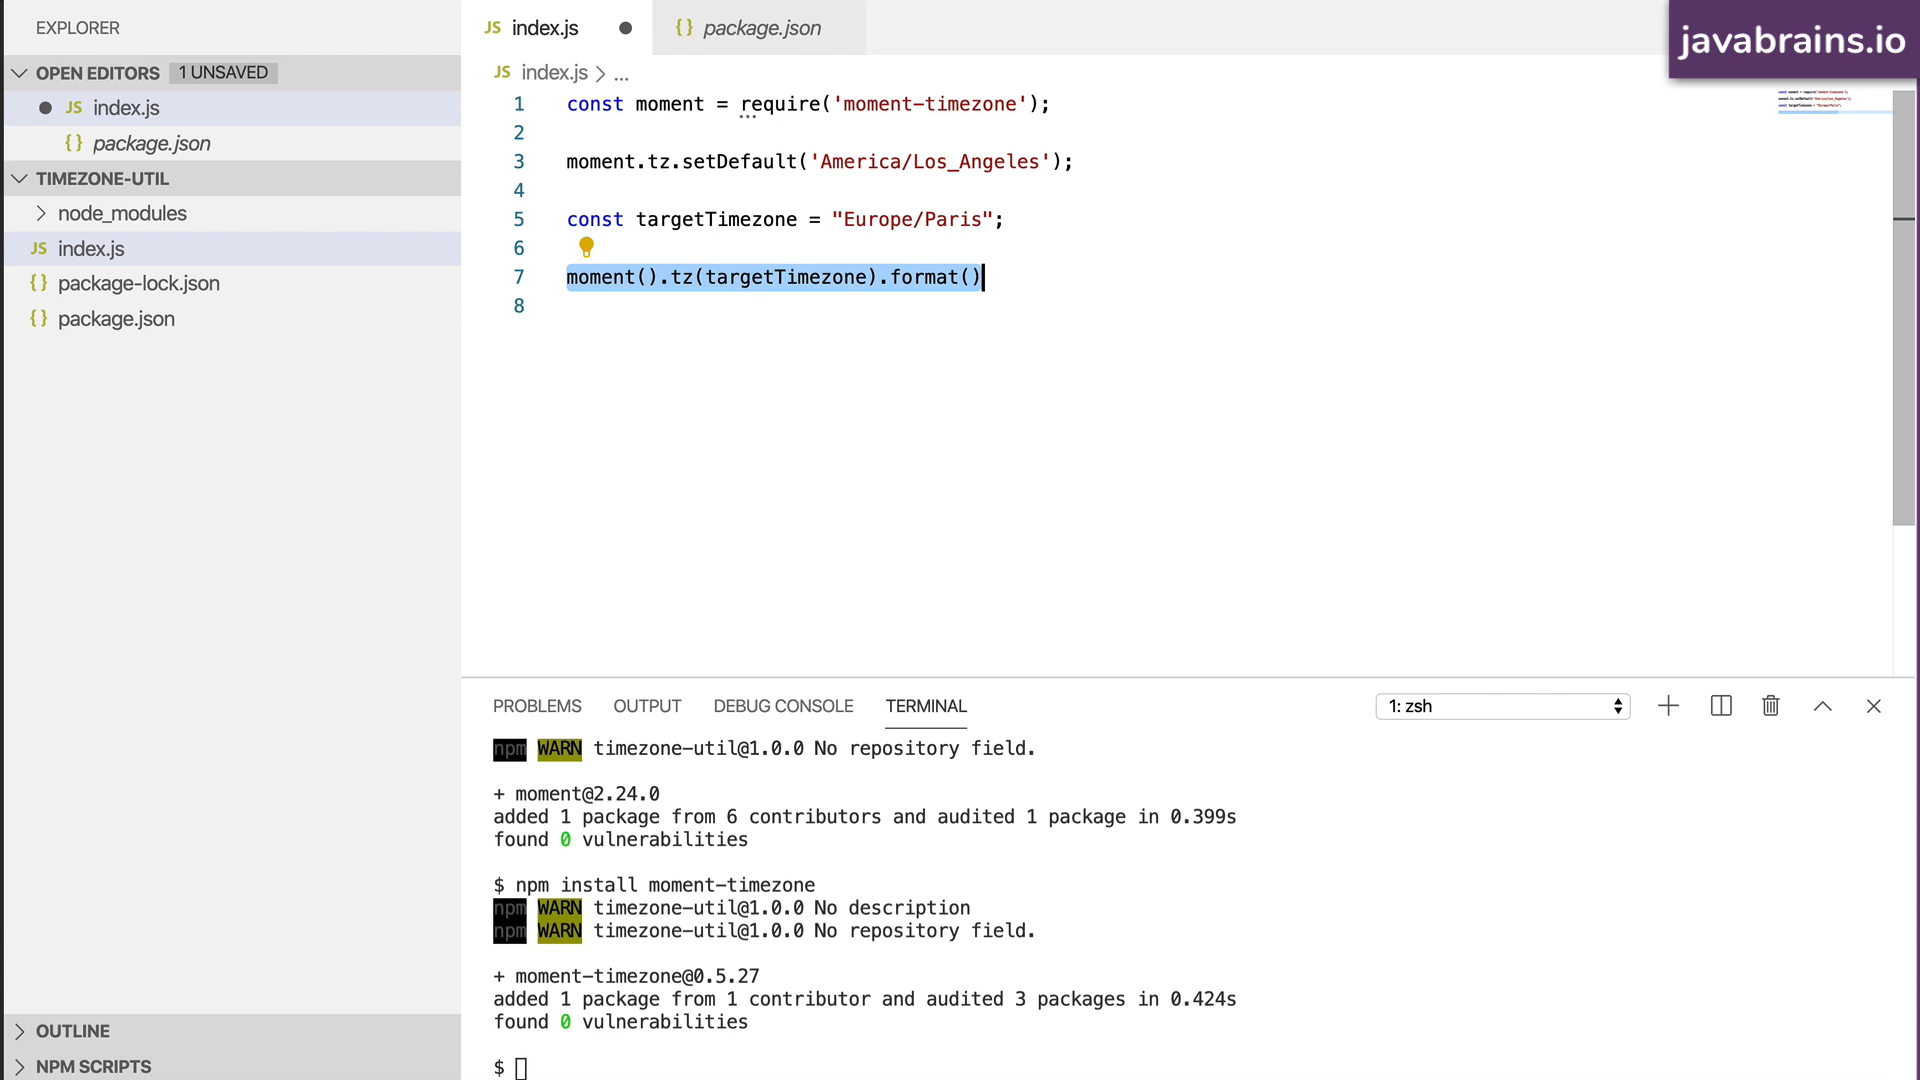 EXPLORER
OPEN EDITORS 1 UNSAVED
JS index.js
{} package.json
TIMEZONE-UTIL
node_modules
JS index.js
{} package-lock.json
{} package.json
OUTLINE
NPM SCRIPTS
JS index.js
{} package.json
javabrains.io
JS index.js > ...
1 const moment = require('moment-timezone');
2
3 moment.tz.setDefault('America/Los_Angeles');
4
5 const targetTimezone = "Europe/Paris";
6
7 moment().tz(targetTimezone).format()
8
PROBLEMS OUTPUT DEBUG CONSOLE TERMINAL 1: zsh
npm WARN timezone-util@1.0.0 No repository field.
+ moment@2.24.0
added 1 package from 6 contributors and audited 1 package in 0.399s
found 0 vulnerabilities
$ npm install moment-timezone
npm WARN timezone-util@1.0.0 No description
npm WARN timezone-util@1.0.0 No repository field.
+ moment-timezone@0.5.27
added 1 package from 1 contributor and audited 3 packages in 0.424s
found 0 vulnerabilities
$